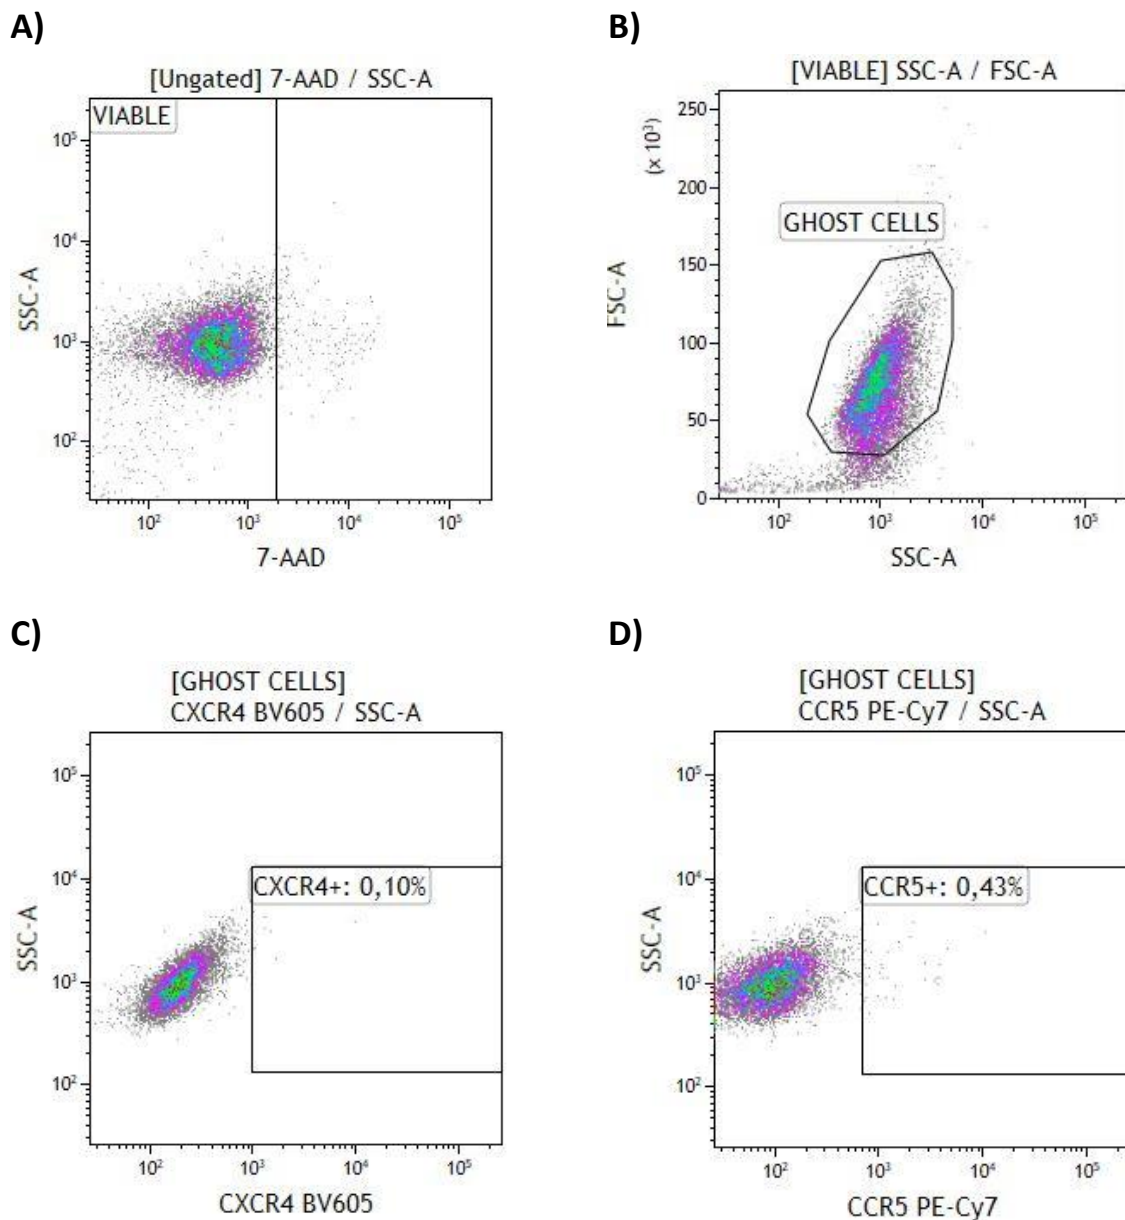 A)
[Ungated] 7-AAD / SSC-A
VIABLE
10⁵
10⁴
10³
10²
SSC-A
10² 10³ 10⁴ 10⁵
7-AAD
B)
[VIABLE] SSC-A / FSC-A
(x 10³)
250
200
150
100
50
0
FSC-A
GHOST CELLS
10² 10³ 10⁴ 10⁵
SSC-A
C)
[GHOST CELLS]
CXCR4 BV605 / SSC-A
10⁵
10⁴
10³
10²
SSC-A
CXCR4+: 0,10%
10² 10³ 10⁴ 10⁵
CXCR4 BV605
D)
[GHOST CELLS]
CCR5 PE-Cy7 / SSC-A
10⁵
10⁴
10³
10²
SSC-A
CCR5+: 0,43%
10² 10³ 10⁴ 10⁵
CCR5 PE-Cy7